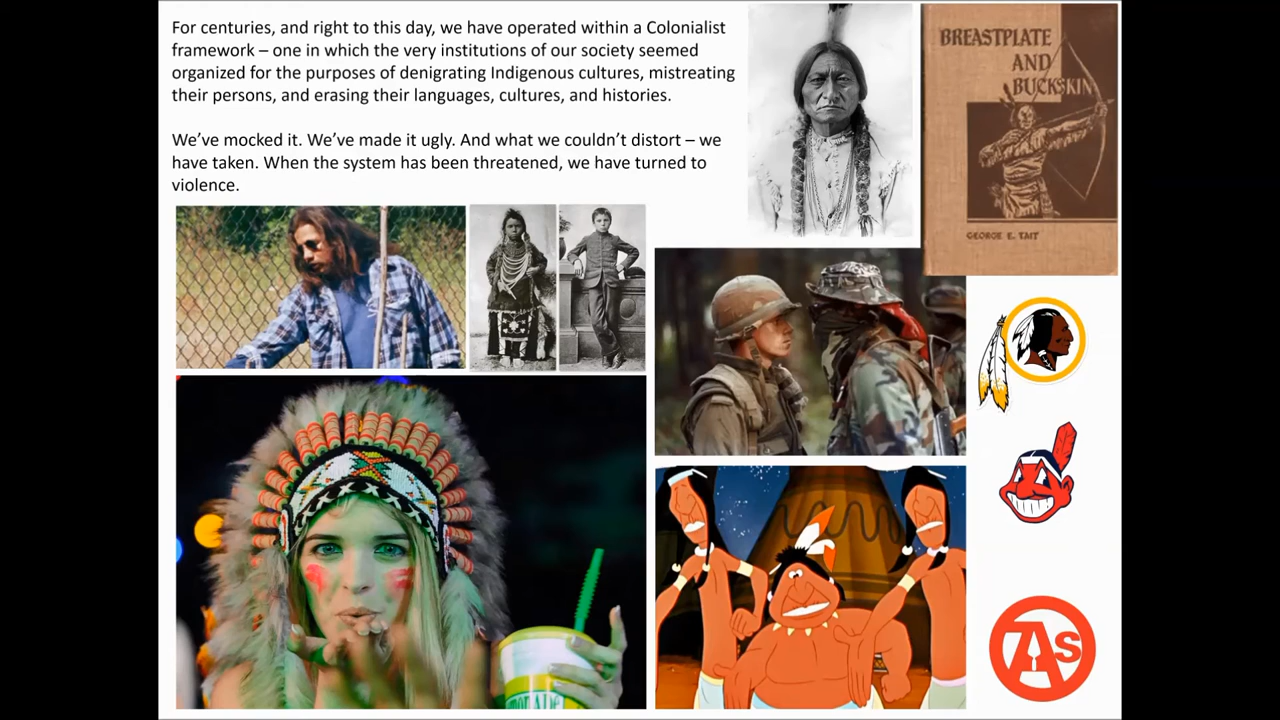 For centuries, and right to this day, we have operated within a Colonialist
framework – one in which the very institutions of our society seemed
organized for the purposes of denigrating Indigenous cultures, mistreating
their persons, and erasing their languages, cultures, and histories.
We’ve mocked it. We’ve made it ugly. And what we couldn’t distort – we
have taken. When the system has been threatened, we have turned to
violence.
BREASTPLATE
AND
BUCKSKIN
GEORGE E. TAIT
7As